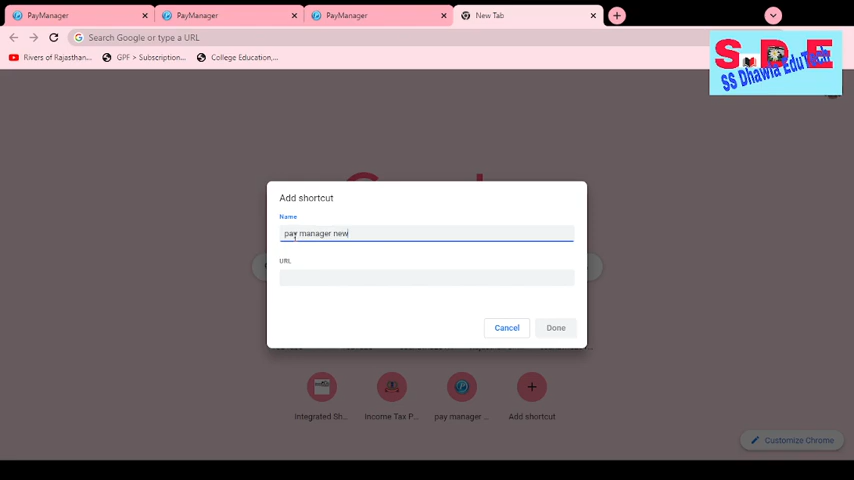 PayManager
PayManager
PayManager
New Tab
Search Google or type a URL
Rivers of Rajasthan...
GPF > Subscription...
College Education,...
S D E
SS Dhawla EduTech
Add shortcut
Name
pay manager new
URL
Cancel
Done
Integrated Sh...
Income Tax P...
pay manager ...
Add shortcut
Customize Chrome